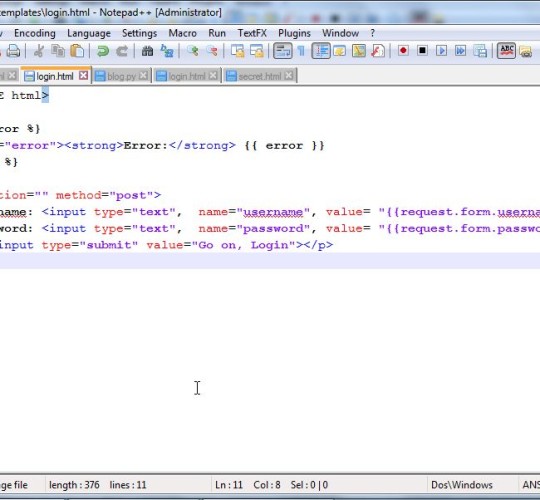 templates\login.html - Notepad++ [Administrator]
Encoding Language Settings Macro Run TextFX Plugins Window ?
login.html blog.py login.html secret.html
E html>
ror %}
="error"><strong>Error:</strong> {{ error }}
%}
tion="" method="post">
name: <input type="text", name="username", value= "{{request.form.userna
word: <input type="text", name="password", value= "{{request.form.passwo
input type="submit" value="Go on, Login"></p>
ge file length : 376 lines : 11 Ln : 11 Col : 8 Sel : 0 | 0 Dos\Windows ANS